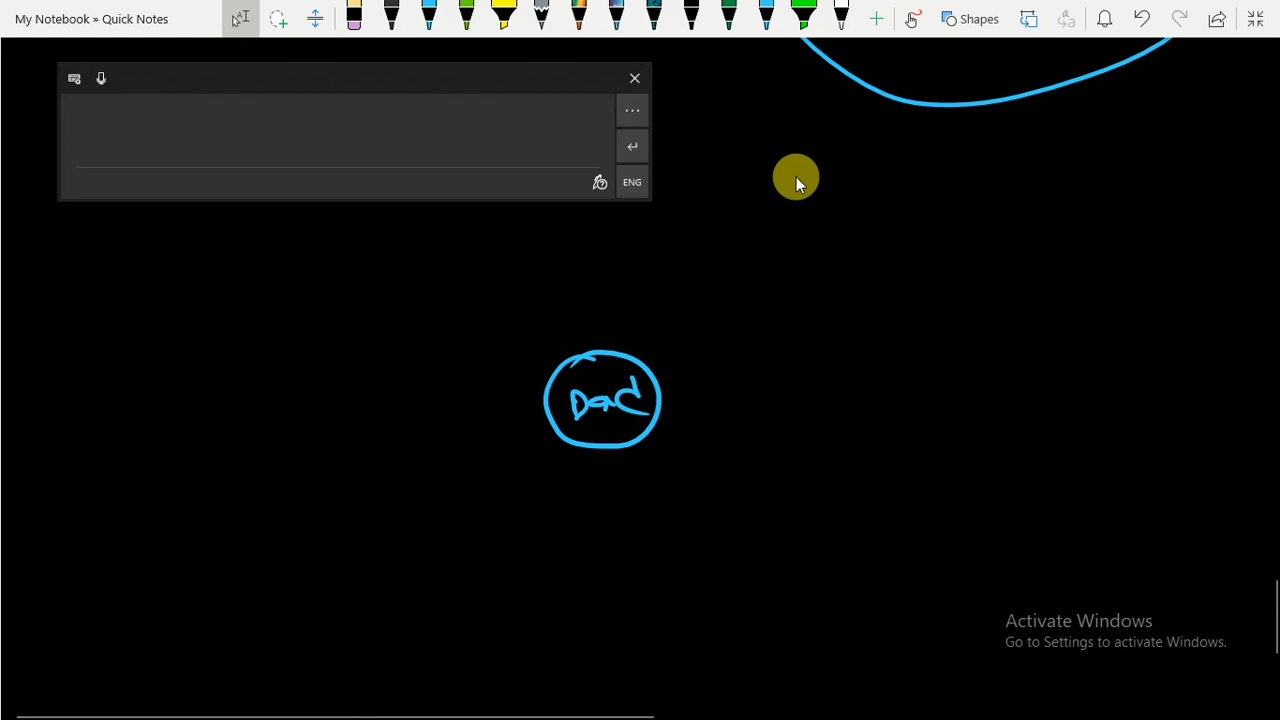 My Notebook » Quick Notes
Shapes
ENG
Dad
Activate Windows
Go to Settings to activate Windows.